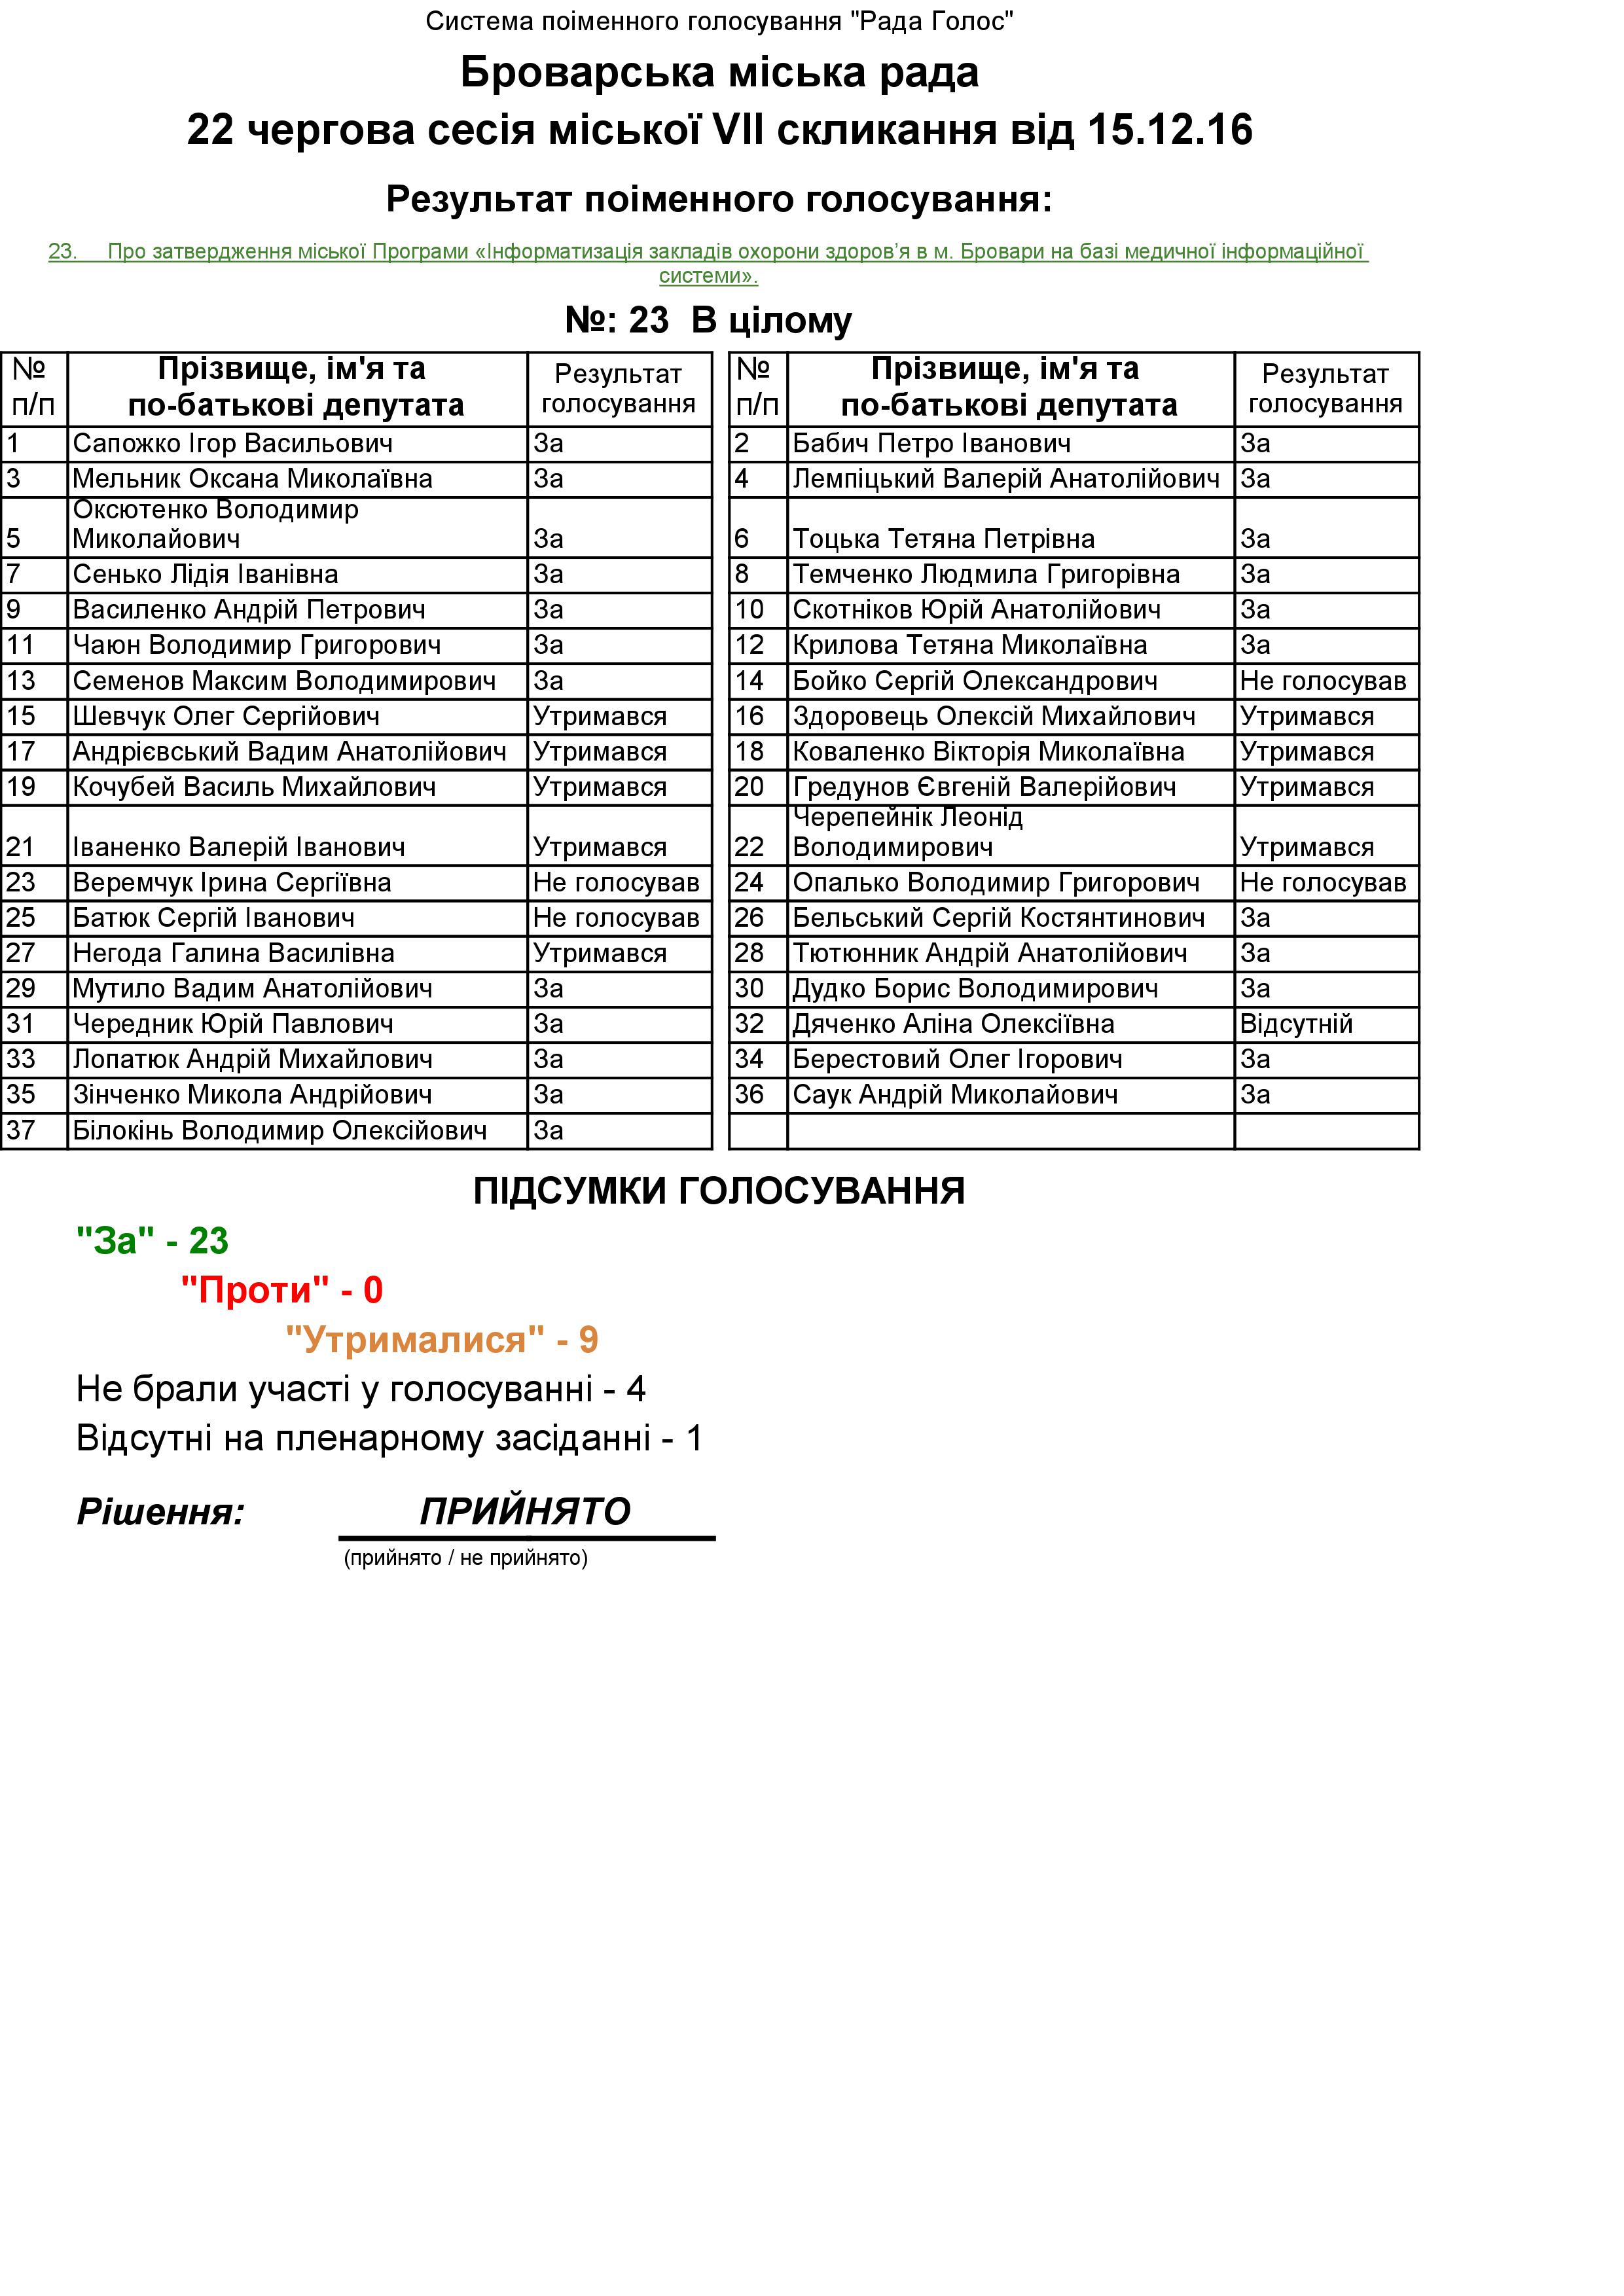 Система поіменного голосування "Рада Голос"
Броварська міська рада
22 чергова сесія міської VII скликання від 15.12.16
Результат поіменного голосування:
23. Про затвердження міської Програми «Інформатизація закладів охорони здоров’я в м. Бровари на базі медичної інформаційної
системи».
№: 23 В цілому
№ Прізвище, ім'я та Результат № Прізвище, ім'я та Результат
п/п по-батькові депутата голосування п/п по-батькові депутата голосування
1 Сапожко Ігор Васильович За 2 Бабич Петро Іванович За
3 Мельник Оксана Миколаївна За 4 Лемпіцький Валерій Анатолійович За
Оксютенко Володимир
5 Миколайович За 6 Тоцька Тетяна Петрівна За
7 Сенько Лідія Іванівна За 8 Темченко Людмила Григорівна За
9 Василенко Андрій Петрович За 10 Скотніков Юрій Анатолійович За
11 Чаюн Володимир Григорович За 12 Крилова Тетяна Миколаївна За
13 Семенов Максим Володимирович За 14 Бойко Сергій Олександрович Не голосував
15 Шевчук Олег Сергійович Утримався 16 Здоровець Олексій Михайлович Утримався
17 Андрієвський Вадим Анатолійович Утримався 18 Коваленко Вікторія Миколаївна Утримався
19 Кочубей Василь Михайлович Утримався 20 Гредунов Євгеній Валерійович Утримався
Черепейнік Леонід
21 Іваненко Валерій Іванович Утримався 22 Володимирович Утримався
23 Веремчук Ірина Сергіївна Не голосував 24 Опалько Володимир Григорович Не голосував
25 Батюк Сергій Іванович Не голосував 26 Бельський Сергій Костянтинович За
27 Негода Галина Василівна Утримався 28 Тютюнник Андрій Анатолійович За
29 Мутило Вадим Анатолійович За 30 Дудко Борис Володимирович За
31 Чередник Юрій Павлович За 32 Дяченко Аліна Олексіївна Відсутній
33 Лопатюк Андрій Михайлович За 34 Берестовий Олег Ігорович За
35 Зінченко Микола Андрійович За 36 Саук Андрій Миколайович За
37 Білокінь Володимир Олексійович За
ПІДСУМКИ ГОЛОСУВАННЯ
"За" - 23
"Проти" - 0
"Утрималися" - 9
Не брали участі у голосуванні - 4
Відсутні на пленарному засіданні - 1
Рішення: ПРИЙНЯТО
(прийнято / не прийнято)